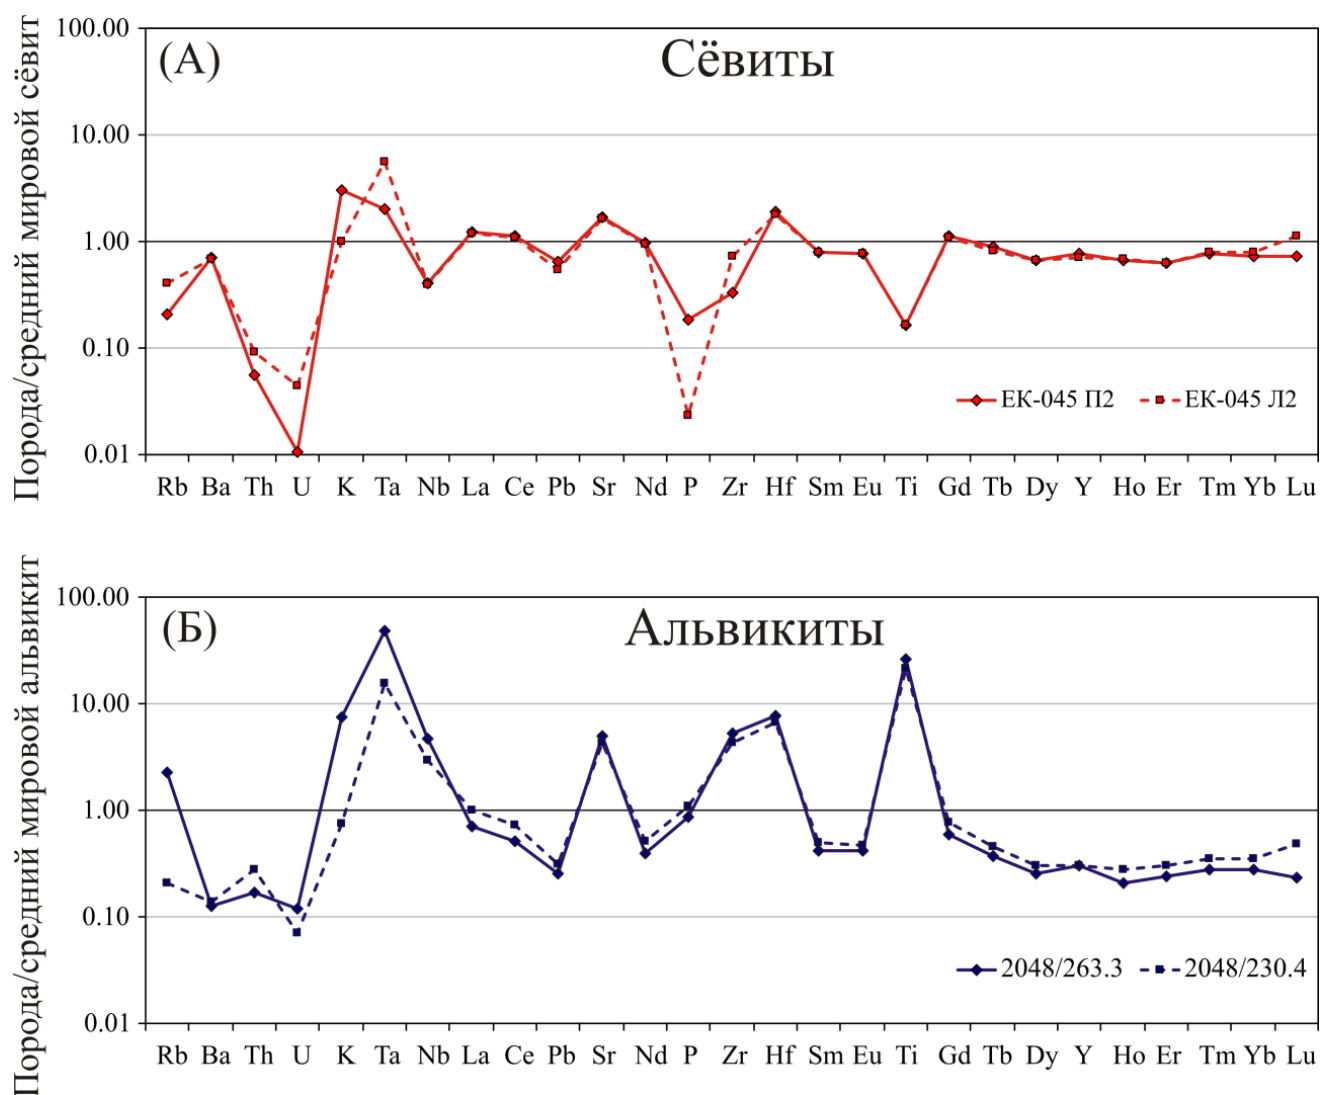 (А)
Сёвиты
Порода/средний мировой сёвит
100.00
10.00
1.00
0.10
0.01
ЕК-045 П2 ЕК-045 Л2
Rb Ba Th U K Ta Nb La Ce Pb Sr Nd P Zr Hf Sm Eu Ti Gd Tb Dy Y Ho Er Tm Yb Lu
(Б)
Альвикиты
Порода/средний мировой альвикит
100.00
10.00
1.00
0.10
0.01
2048/263.3 2048/230.4
Rb Ba Th U K Ta Nb La Ce Pb Sr Nd P Zr Hf Sm Eu Ti Gd Tb Dy Y Ho Er Tm Yb Lu